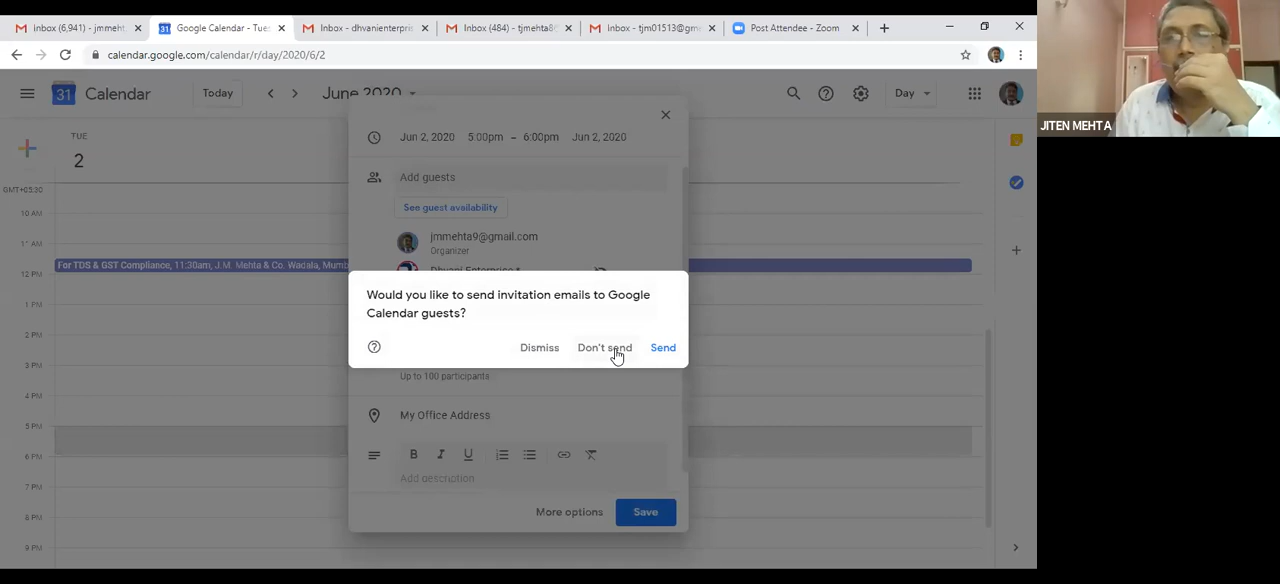 Inbox (6,941) - jmmeht
Google Calendar - Tues
Inbox - dhvanienterpri
Inbox (484) - tjmehta8
Inbox - tjm01513@gm
Post Attendee - Zoom
calendar.google.com/calendar/r/day/2020/6/2
31 Calendar Today June 2020 Day
TUE
2
GMT+05:30
10 AM
11 AM
For TDS & GST Compliance, 11:30am, J.M. Mehta & Co. Wadala, Mumb
12 PM
1 PM
2 PM
3 PM
4 PM
5 PM
6 PM
7 PM
8 PM
9 PM
Jun 2, 2020 5:00pm – 6:00pm Jun 2, 2020
Add guests
See guest availability
jmmehta9@gmail.com
Organizer
Dhvani Enterprise *
Would you like to send invitation emails to Google
Calendar guests?
Dismiss Don't send Send
Up to 100 participants
My Office Address
B I U
Add description
More options Save
JITEN MEHTA